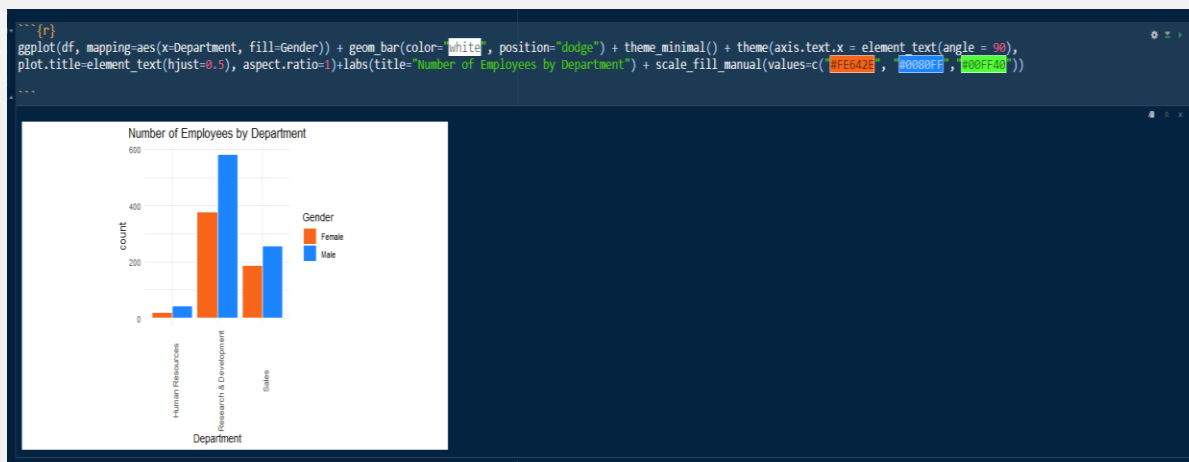 ```{r}
ggplot(df, mapping=aes(x=Department, fill=Gender)) + geom_bar(color="white", position="dodge") + theme_minimal() + theme(axis.text.x = element_text(angle = 90),
plot.title=element_text(hjust=0.5), aspect.ratio=1)+labs(title="Number of Employees by Department") + scale_fill_manual(values=c("#FE642E", "#0080FF","#00FF40"))
```
Number of Employees by Department
600
400
200
0
count
Gender
Female
Male
Human Resources
Research & Development
Sales
Department